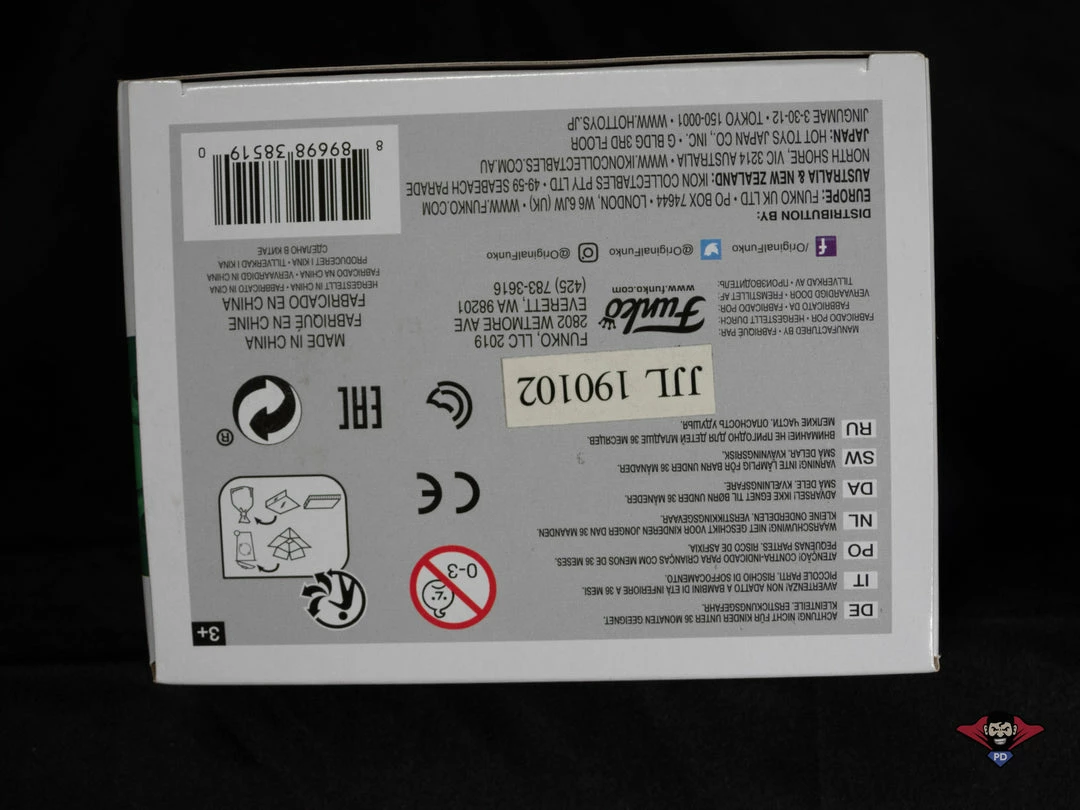 DE ACHTUNG! NICHT FÜR KINDER UNTER 36 MONATEN GEEIGNET.
KLEINTEILE. ERSTICKUNGSGEFAHR.
IT AVVERTENZA! NON ADATTO A BAMBINI DI ETÀ INFERIORE A 36 MESI.
PICCOLE PARTI. RISCHIO DI SOFFOCAMENTO.
PO ATENÇÃO! CONTRA-INDICADO PARA CRIANÇAS COM MENOS DE 36 MESES.
PEQUENAS PARTES. RISCO DE ASFIXIA.
NL WAARSCHUWING! NIET GESCHIKT VOOR KINDEREN JONGER DAN 36 MAANDEN.
KLEINE ONDERDELEN. VERSTIKKINGSGEVAAR.
DA ADVARSEL! IKKE EGNET TIL BØRN UNDER 36 MÅNEDER.
SMÅ DELE. KVÆLNINGSFARE.
SW VARNING! INTE LÄMPLIG FÖR BARN UNDER 36 MÅNADER.
SMÅ DELAR. KVÄVNINGSRISK.
RU ВНИМАНИЕ! НЕ ПРИГОДНО ДЛЯ ДЕТЕЙ МЛАДШЕ 36 МЕСЯЦЕВ.
МЕЛКИЕ ЧАСТИ. ОПАСНОСТЬ УДУШЬЯ.
0-3
3+
CE
EAC
®
JJL 190102
MANUFACTURED BY • FABRIQUÉ PAR:
FABRICADO POR • HERGESTELLT DURCH:
FABBRICATO DA • FABRICADO POR:
VERVAARDIGD DOOR • FREMSTILLET AF:
TILLVERKAD AV • ПРОИЗВОДИТЕЛЬ:
Funko
www.funko.com
FUNKO, LLC 2019
2802 WETMORE AVE
EVERETT, WA 98201
(425) 783-3616
MADE IN CHINA
FABRIQUÉ EN CHINE
FABRICADO EN CHINA
HERGESTELLT IN CHINA • FABBRICATO IN CINA
FABRICADO NA CHINA • VERVAARDIGD IN CHINA
PRODUCERET I KINA • TILLVERKAD I KINA
СДЕЛАНО В КИТАЕ
f /OriginalFunko @OriginalFunko @OriginalFunko
DISTRIBUTION BY:
EUROPE: FUNKO UK LTD • PO BOX 74644 • LONDON, W6 6JW (UK) • WWW.FUNKO.COM
AUSTRALIA & NEW ZEALAND: IKON COLLECTABLES PTY LTD • 49-59 SEABEACH PARADE
NORTH SHORE, VIC 3214 AUSTRALIA • WWW.IKONCOLLECTABLES.COM.AU
JAPAN: HOT TOYS JAPAN CO., INC. • G BLDG 3RD FLOOR
JINGUMAE 3-30-12 • TOKYO 150-0001 • WWW.HOTTOYS.JP
8 89698 38519 0
PD